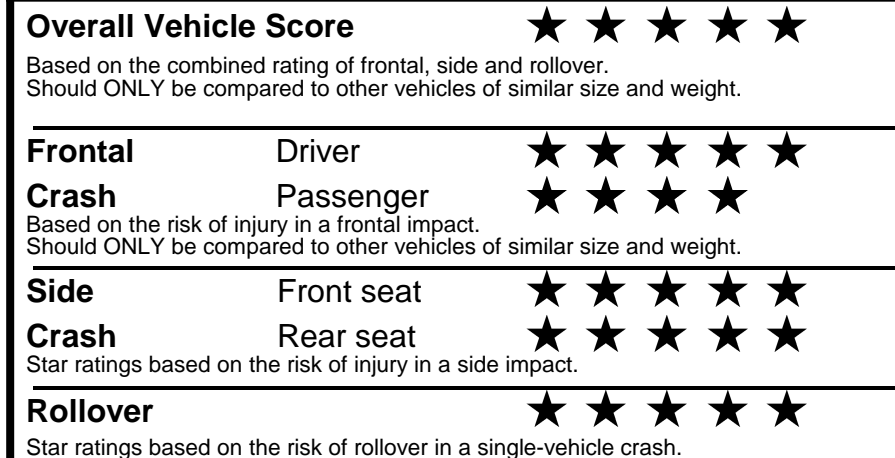 Overall Vehicle Score ★ ★ ★ ★ ★
Based on the combined rating of frontal, side and rollover.
Should ONLY be compared to other vehicles of similar size and weight.
Frontal Driver ★ ★ ★ ★ ★
Crash Passenger ★ ★ ★ ★
Based on the risk of injury in a frontal impact.
Should ONLY be compared to other vehicles of similar size and weight.
Side Front seat ★ ★ ★ ★ ★
Crash Rear seat ★ ★ ★ ★ ★
Star ratings based on the risk of injury in a side impact.
Rollover ★ ★ ★ ★ ★
Star ratings based on the risk of rollover in a single-vehicle crash.